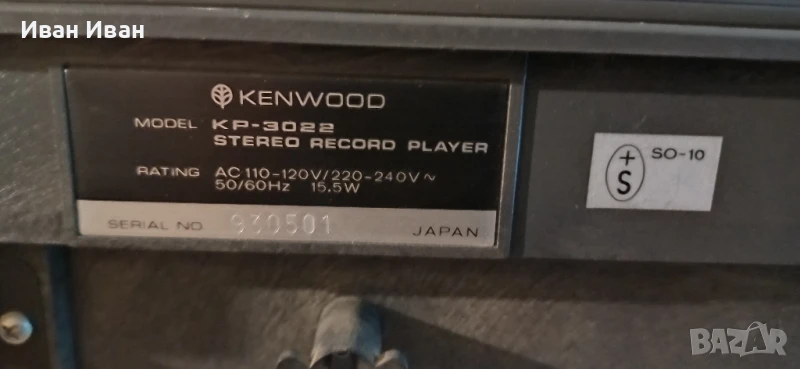 Иван Иван
KENWOOD
MODEL KP-3022
STEREO RECORD PLAYER
RATING AC 110-120V/220-240V~
50/60Hz 15.5W
SERIAL NO. 930501 JAPAN
+
S
SO-10
BAZAR